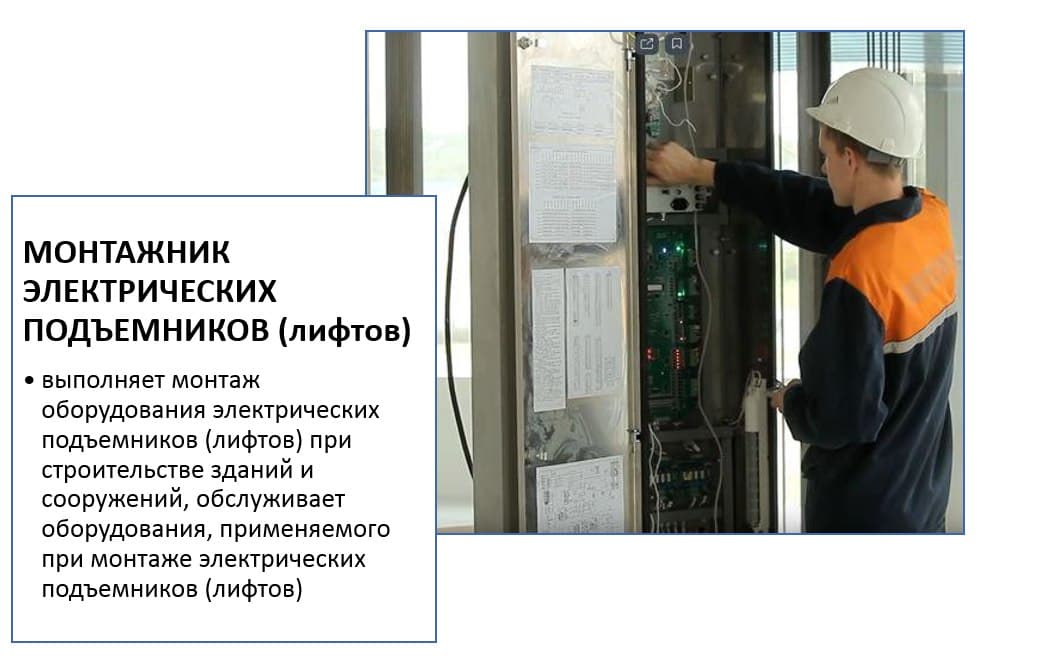 МОНТАЖНИК
ЭЛЕКТРИЧЕСКИХ
ПОДЪЕМНИКОВ (лифтов)
• выполняет монтаж
оборудования электрических
подъемников (лифтов) при
строительстве зданий и
сооружений, обслуживает
оборудования, применяемого
при монтаже электрических
подъемников (лифтов)